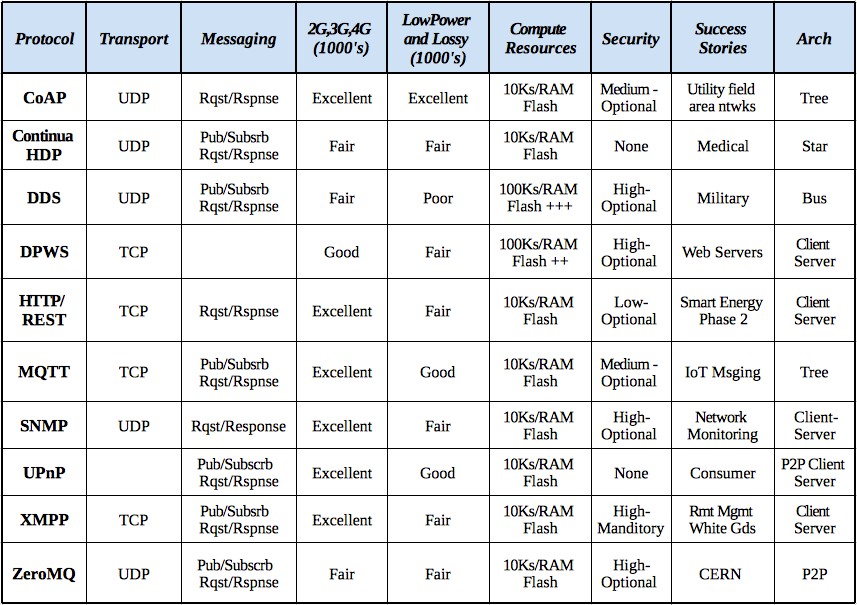 Protocol Transport Messaging 2G,3G,4G (1000's) LowPower and Lossy (1000's) Compute Resources Security Success Stories Arch
CoAP UDP Rqst/Rspnse Excellent Excellent 10Ks/RAM Flash Medium - Optional Utility field area ntwks Tree
Continua HDP UDP Pub/Subsrb Rqst/Rspnse Fair Fair 10Ks/RAM Flash None Medical Star
DDS UDP Pub/Subsrb Rqst/Rspnse Fair Poor 100Ks/RAM Flash +++ High- Optional Military Bus
DPWS TCP Good Fair 100Ks/RAM Flash ++ High- Optional Web Servers Client Server
HTTP/ REST TCP Rqst/Rspnse Excellent Fair 10Ks/RAM Flash Low- Optional Smart Energy Phase 2 Client Server
MQTT TCP Pub/Subsrb Rqst/Rspnse Excellent Good 10Ks/RAM Flash Medium - Optional IoT Msging Tree
SNMP UDP Rqst/Response Excellent Fair 10Ks/RAM Flash High- Optional Network Monitoring Client- Server
UPnP Pub/Subscrb Rqst/Rspnse Excellent Good 10Ks/RAM Flash None Consumer P2P Client Server
XMPP TCP Pub/Subsrb Rqst/Rspnse Excellent Fair 10Ks/RAM Flash High- Manditory Rmt Mgmt White Gds Client Server
ZeroMQ UDP Pub/Subscrb Rqst/Rspnse Fair Fair 10Ks/RAM Flash High- Optional CERN P2P